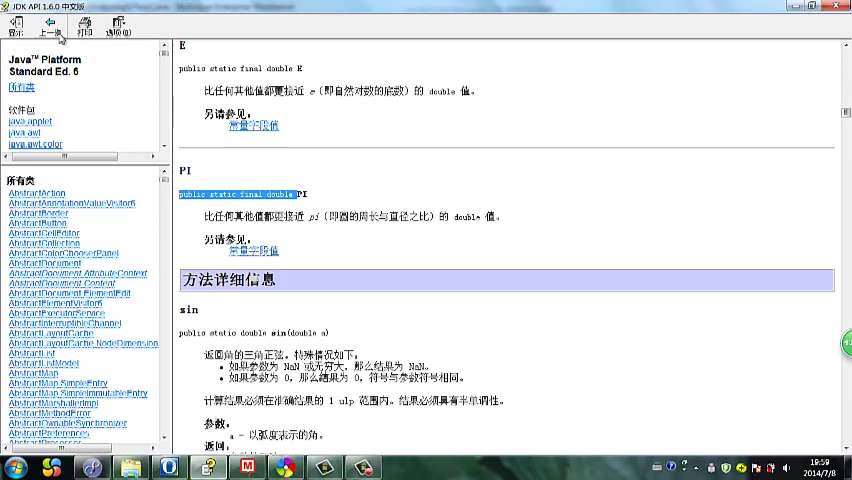 JDK API 1.6.0 中文版
显示
上一步
打印
选项(O)
Java™ Platform
Standard Ed. 6
所有类
软件包
java.applet
java.awt
java.awt.color
所有类
AbstractAction
AbstractAnnotationValueVisitor6
AbstractBorder
AbstractButton
AbstractCellEditor
AbstractCollection
AbstractColorChooserPanel
AbstractDocument
AbstractDocument.AttributeContext
AbstractDocument.Content
AbstractDocument.ElementEdit
AbstractElementVisitor6
AbstractExecutorService
AbstractInterruptibleChannel
AbstractLayoutCache
AbstractLayoutCache.NodeDimensions
AbstractList
AbstractListModel
AbstractMap
AbstractMap.SimpleEntry
AbstractMap.SimpleImmutableEntry
AbstractMarshallerImpl
AbstractMethodError
AbstractOwnableSynchronizer
AbstractPreferences
E
public static final double E
比任何其他值都更接近 e（即自然对数的底数）的 double 值。
另请参见：
常量字段值
PI
public static final double PI
比任何其他值都更接近 pi（即圆的周长与直径之比）的 double 值。
另请参见：
常量字段值
方法详细信息
sin
public static double sin(double a)
返回角的三角正弦。特殊情况如下：
• 如果参数为 NaN 或无穷大，那么结果为 NaN。
• 如果参数为 0，那么结果为 0，符号与参数符号相同。
计算结果必须在准确结果的 1 ulp 范围内。结果必须具有半单调性。
参数：
a - 以弧度表示的角。
返回：
19:59
2014/7/8